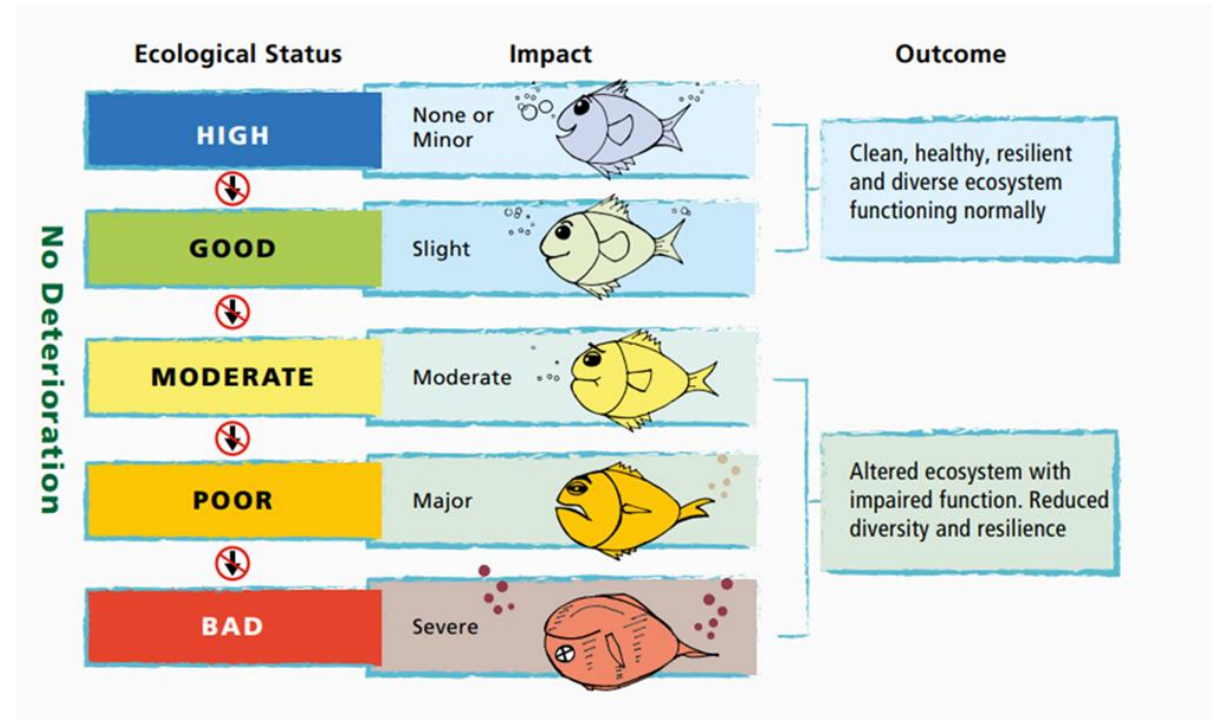 Ecological Status
Impact
Outcome
No Deterioration
HIGH
None or
Minor
GOOD
Slight
Clean, healthy, resilient
and diverse ecosystem
functioning normally
MODERATE
Moderate
POOR
Major
Altered ecosystem with
impaired function. Reduced
diversity and resilience
BAD
Severe